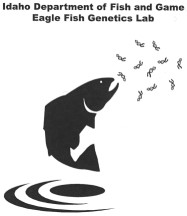 Idaho Department of Fish and Game
Eagle Fish Genetics Lab